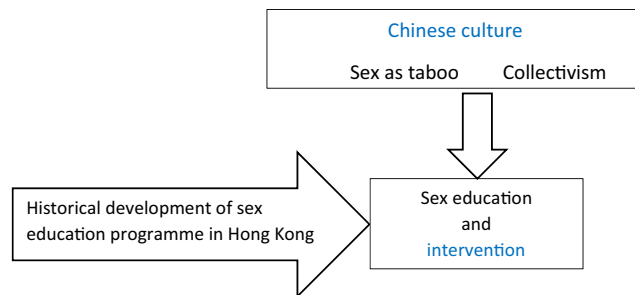 Chinese culture
Sex as taboo Collectivism
Historical development of sex
education programme in Hong Kong
Sex education
and
intervention